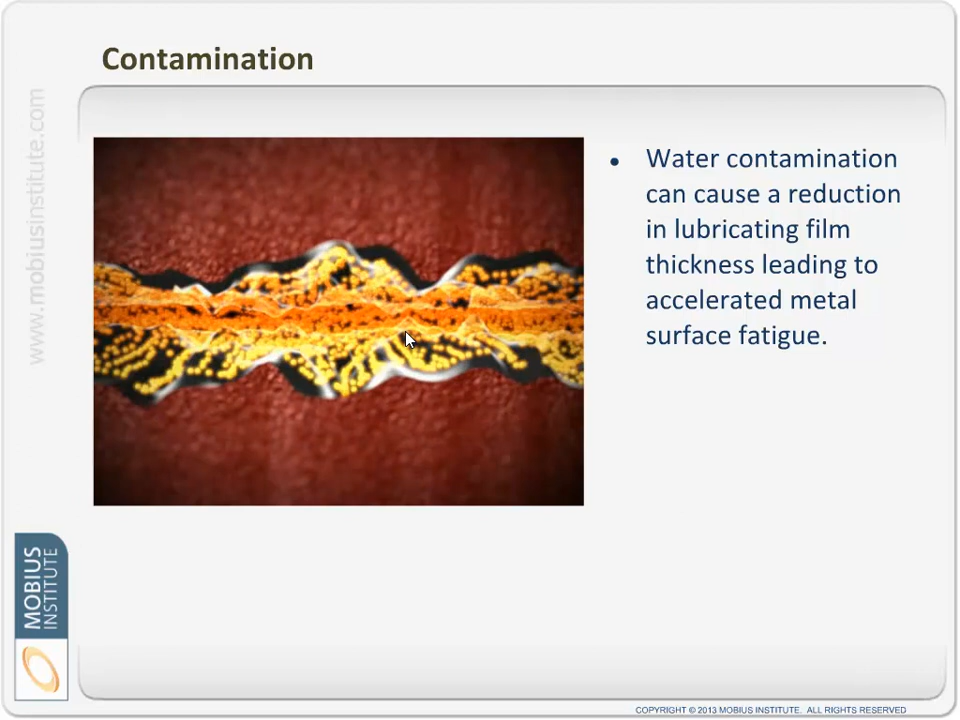 Contamination
www.mobiusinstitute.com
• Water contamination
can cause a reduction
in lubricating film
thickness leading to
accelerated metal
surface fatigue.
MOBIUS
INSTITUTE
COPYRIGHT © 2013 MOBIUS INSTITUTE. ALL RIGHTS RESERVED